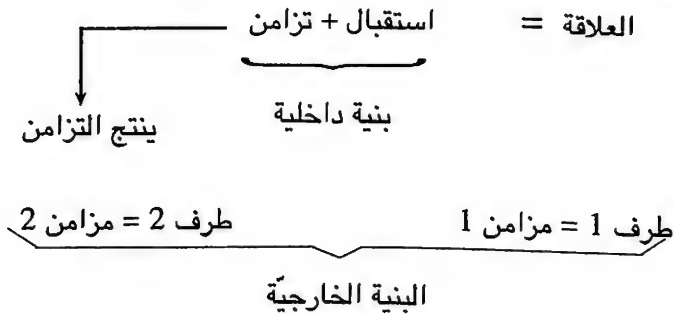 العلاقة = استقبال + تزامن
بنية داخلية
ينتج التزامن
طرف 1 = مزامن 1 طرف 2 = مزامن 2
البنية الخارجيّة